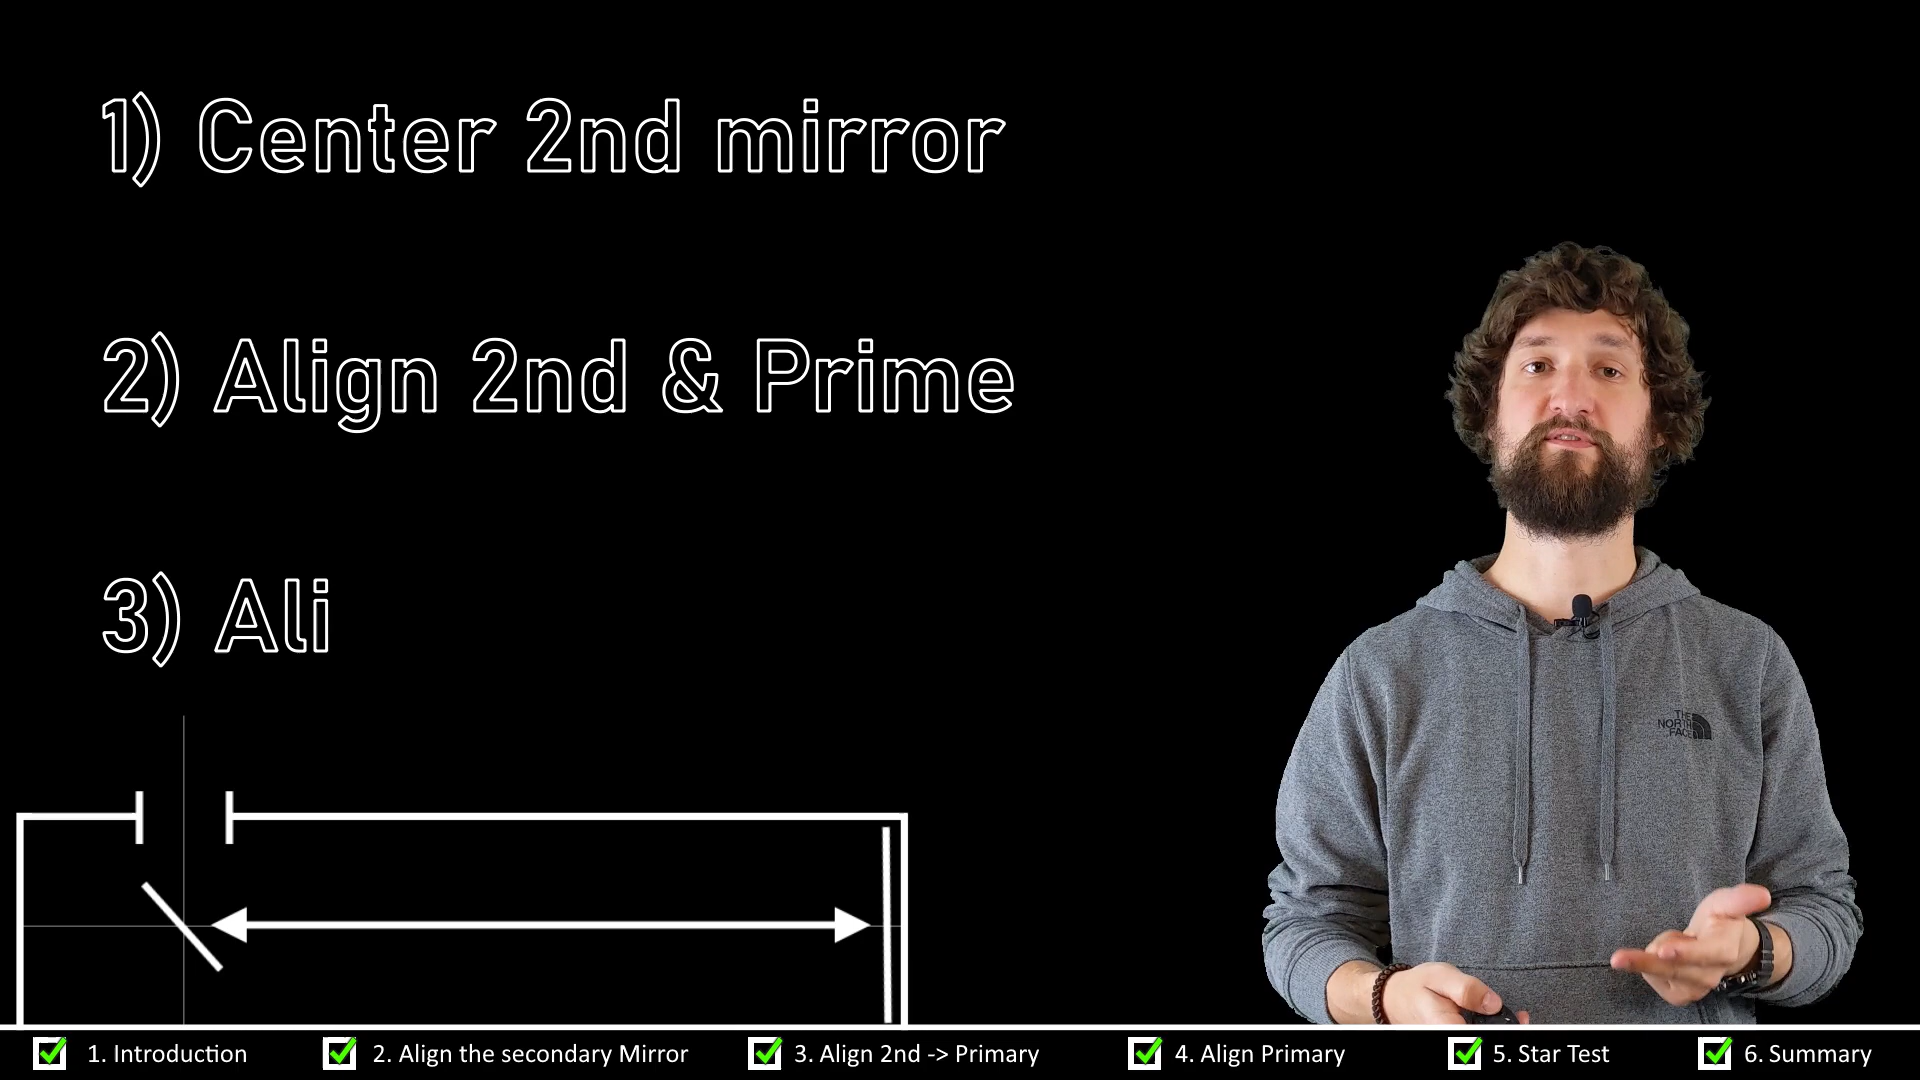 1) Center 2nd mirror
2) Align 2nd & Prime
3) Ali
THE
NORTH
FACE
1. Introduction
2. Align the secondary Mirror
3. Align 2nd -> Primary
4. Align Primary
5. Star Test
6. Summary